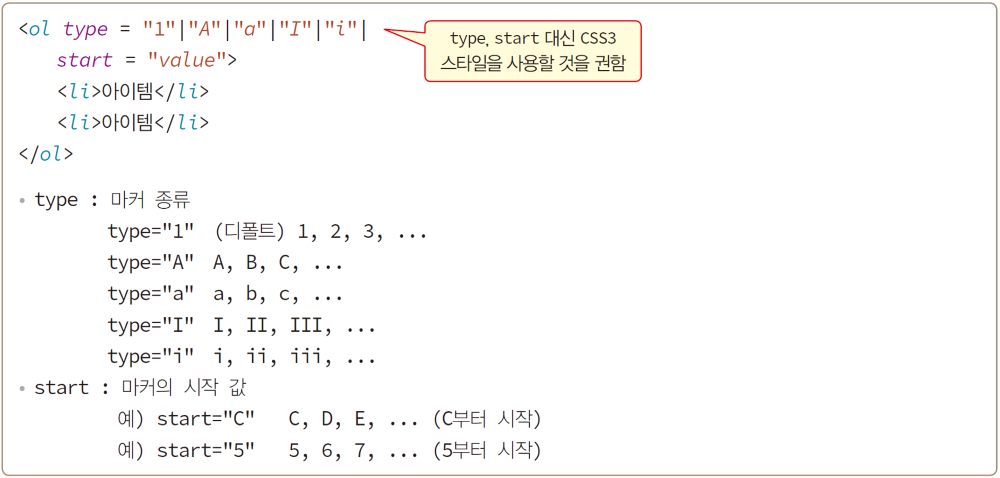 <ol type = "1"|"A"|"a"|"I"|"i"|
start = "value">
<li>아이템</li>
<li>아이템</li>
</ol>
type, start 대신 CSS3
스타일을 사용할 것을 권함
• type : 마커 종류
type="1" (디폴트) 1, 2, 3, ...
type="A" A, B, C, ...
type="a" a, b, c, ...
type="I" I, II, III, ...
type="i" i, ii, iii, ...
• start : 마커의 시작 값
예) start="C" C, D, E, ... (C부터 시작)
예) start="5" 5, 6, 7, ... (5부터 시작)